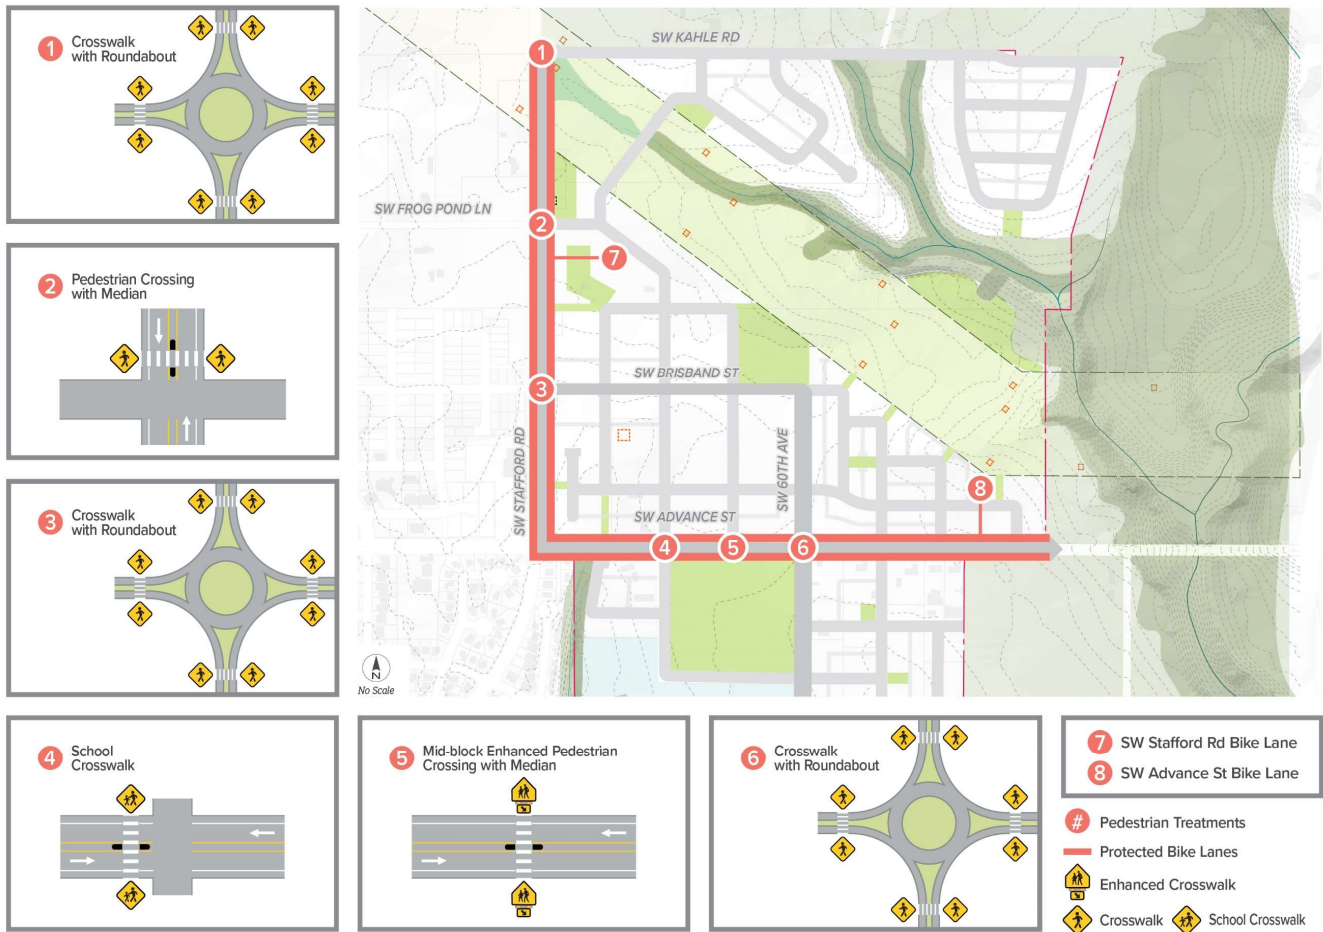 1 Crosswalk
with Roundabout
2 Pedestrian Crossing
with Median
3 Crosswalk
with Roundabout
4 School
Crosswalk
5 Mid-block Enhanced Pedestrian
Crossing with Median
6 Crosswalk
with Roundabout
1
SW KAHLE RD
SW FROG POND LN
2
7
SW BRISBAND ST
3
SW STAFFORD RD
SW 60TH AVE
8
SW ADVANCE ST
4
5
6
N
No Scale
7 SW Stafford Rd Bike Lane
8 SW Advance St Bike Lane
# Pedestrian Treatments
Protected Bike Lanes
Enhanced Crosswalk
Crosswalk School Crosswalk